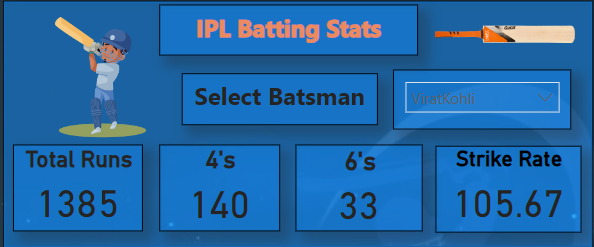 IPL Batting Stats
Select Batsman
ViratKohli
Total Runs
4's
6's
Strike Rate
1385
140
33
105.67